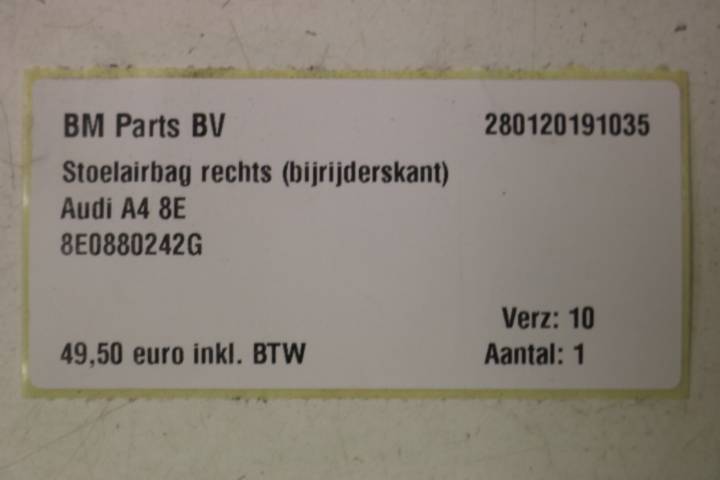 BM Parts BV 280120191035
Stoelairbag rechts (bijrijderskant)
Audi A4 8E
8E0880242G
Verz: 10
49,50 euro inkl. BTW Aantal: 1